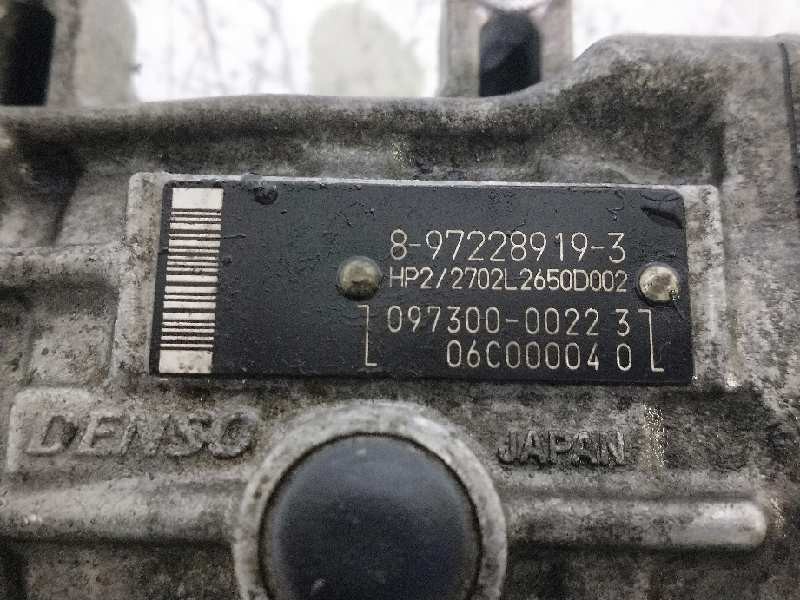 8-97228919-3
HP2/2702L2650D002
097300-0022 3
06C00004 0
DENSO
JAPAN